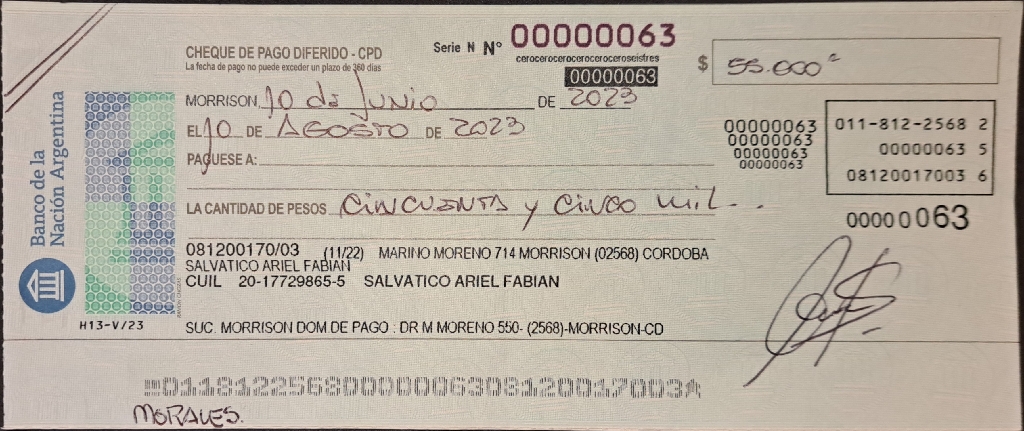 CHEQUE DE PAGO DIFERIDO - CPD
La fecha de pago no puede exceder un plazo de 360 días
Serie N Nº 00000063
cerocerocerocerocerocerοseistres
00000063
$ 55.000
MORRISON, 10 de Junio DE 2023
EL 10 DE AGOSTO DE 2023
PAQUESE A:
LA CANTIDAD DE PESOS CINCUENTA y CINCO mil
00000063
00000063
00000063
00000063
011-812-2568 2
00000063 5
08120017003 6
00000063
Banco de la
Nación Argentina
081200170/03 (11/22) MARINO MORENO 714 MORRISON (02568) CORDOBA
SALVATICO ARIEL FABIAN
CUIL 20-17729865-5 SALVATICO ARIEL FABIAN
H13-V/23
SUC. MORRISON DOM DE PAGO : DR M MORENO 550- (2568)-MORRISON-CD
01181225680000006308120017003
MORALES.